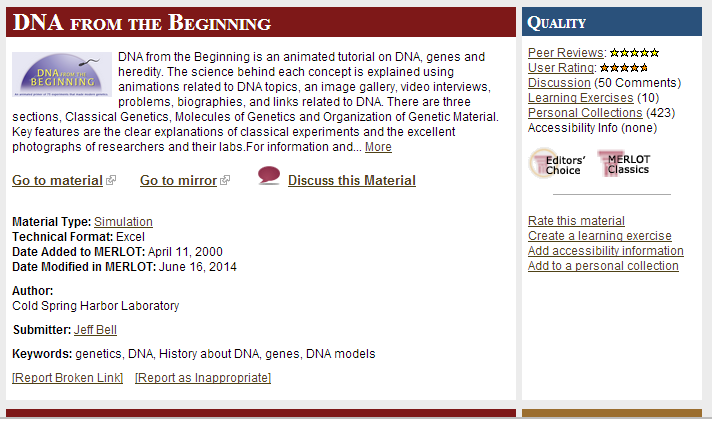 DNA from the Beginning
DNA FROM THE
BEGINNING
DNA from the Beginning is an animated tutorial on DNA, genes and
heredity. The science behind each concept is explained using
animations related to DNA topics, an image gallery, video interviews,
problems, biographies, and links related to DNA. There are three
sections, Classical Genetics, Molecules of Genetics and Organization of Genetic Material.
Key features are the clear explanations of classical experiments and the excellent
photographs of researchers and their labs.For information and... More
Go to material Go to mirror Discuss this Material
Material Type: Simulation
Technical Format: Excel
Date Added to MERLOT: April 11, 2000
Date Modified in MERLOT: June 16, 2014
Author:
Cold Spring Harbor Laboratory
Submitter: Jeff Bell
Keywords: genetics, DNA, History about DNA, genes, DNA models
[Report Broken Link] [Report as Inappropriate]
Quality
Peer Reviews:
User Rating:
Discussion (50 Comments)
Learning Exercises (10)
Personal Collections (423)
Accessibility Info (none)
Editors'
Choice
MERLOT
Classics
Rate this material
Create a learning exercise
Add accessibility information
Add to a personal collection